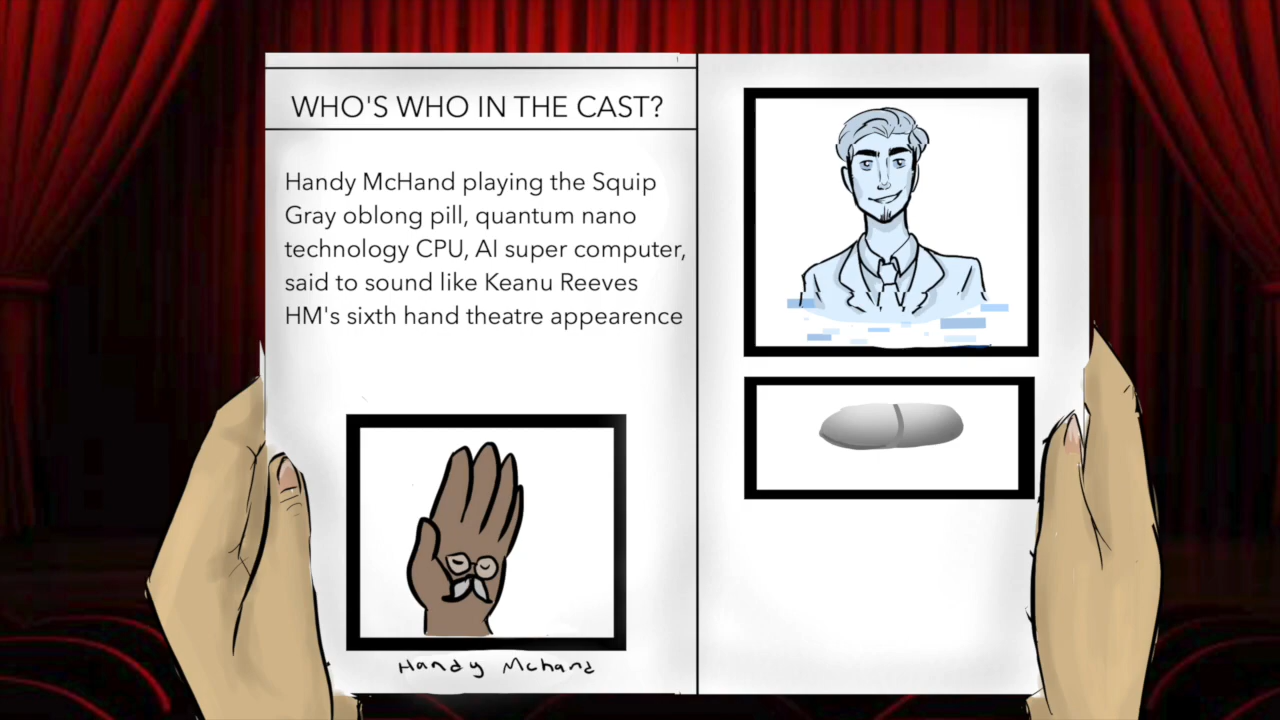 WHO'S WHO IN THE CAST?
Handy McHand playing the Squip
Gray oblong pill, quantum nano
technology CPU, AI super computer,
said to sound like Keanu Reeves
HM's sixth hand theatre appearence
Handy Mchand